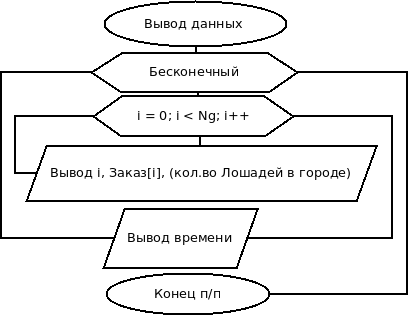 Вывод данных
Бесконечный
i = 0; i < Ng; i++
Вывод i, Заказ[i], (кол.во Лошадей в городе)
Вывод времени
Конец п/п